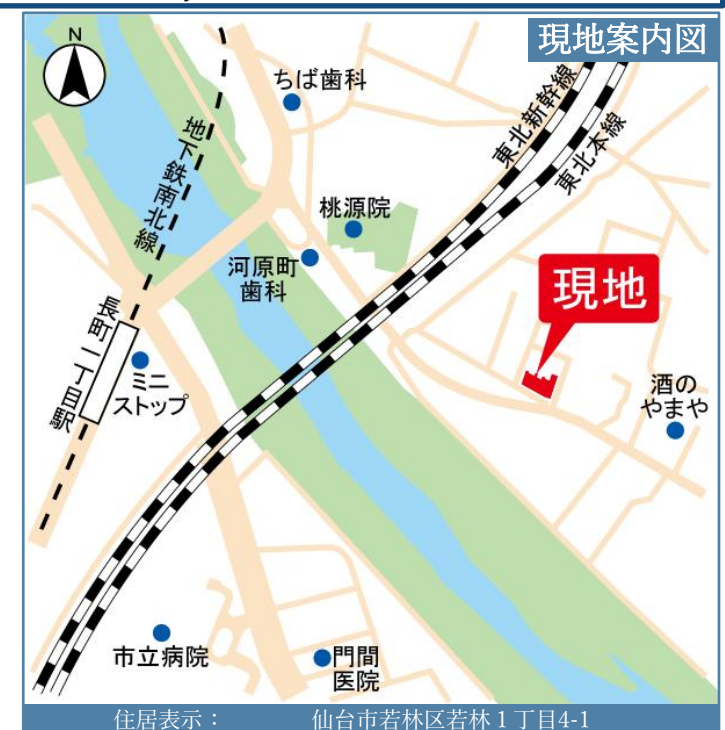 現地案内図
N
ちば歯科
東北新幹線
東北本線
地下鉄南北線
桃源院
河原町
歯科
現地
長町一丁目駅
ミニ
ストップ
酒の
やまや
市立病院
門間
医院
住居表示： 仙台市若林区若林１丁目4-1